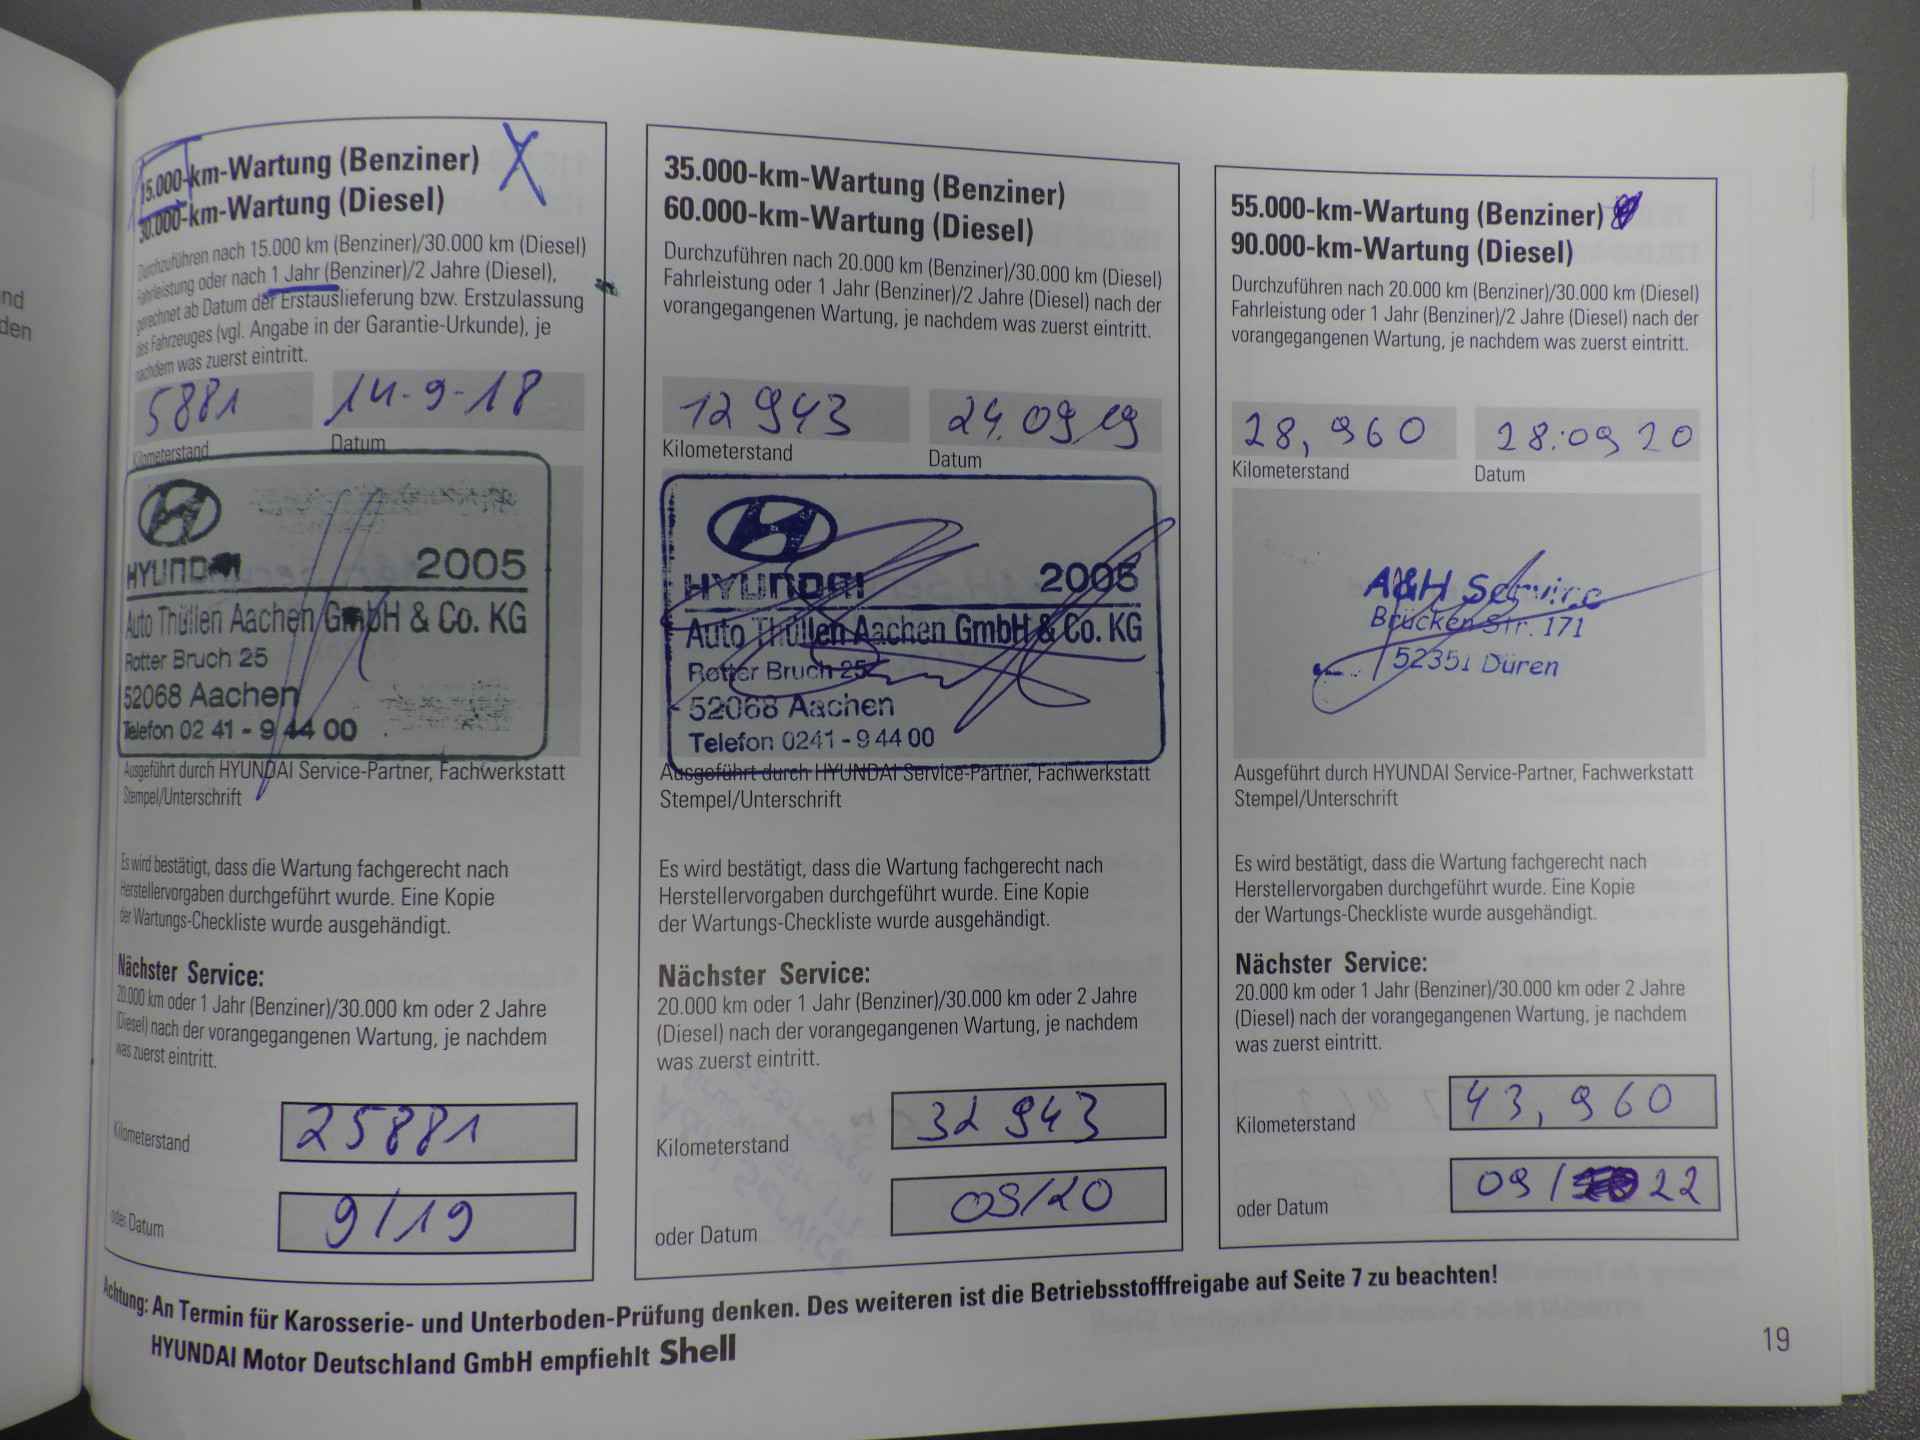 nd
den
15.000-km-Wartung (Benziner) X
30.000-km-Wartung (Diesel)
Durchzuführen nach 15.000 km (Benziner)/30.000 km (Diesel)
Fahrleistung oder nach 1 Jahr (Benziner)/2 Jahre (Diesel),
gerechnet ab Datum der Erstauslieferung bzw. Erstzulassung
des Fahrzeuges (vgl. Angabe in der Garantie-Urkunde), je
nachdem was zuerst eintritt.
5881 14-9-18
Kilometerstand Datum
HYUNDAI 2005
Auto Thüllen Aachen GmbH & Co. KG
Rotter Bruch 25
52068 Aachen
Telefon 02 41 - 9 44 00
Ausgeführt durch HYUNDAI Service-Partner, Fachwerkstatt
Stempel/Unterschrift
Es wird bestätigt, dass die Wartung fachgerecht nach
Herstellervorgaben durchgeführt wurde. Eine Kopie
der Wartungs-Checkliste wurde ausgehändigt.
Nächster Service:
20.000 km oder 1 Jahr (Benziner)/30.000 km oder 2 Jahre
(Diesel) nach der vorangegangenen Wartung, je nachdem
was zuerst eintritt.
Kilometerstand 25881
oder Datum 9/19
35.000-km-Wartung (Benziner)
60.000-km-Wartung (Diesel)
Durchzuführen nach 20.000 km (Benziner)/30.000 km (Diesel)
Fahrleistung oder 1 Jahr (Benziner)/2 Jahre (Diesel) nach der
vorangegangenen Wartung, je nachdem was zuerst eintritt.
12 943 24.09.19
Kilometerstand Datum
HYUNDAI 2005
Auto Thüllen Aachen GmbH & Co. KG
Rotter Bruch 25
52068 Aachen
Telefon 0241 - 9 44 00
Ausgeführt durch HYUNDAI Service-Partner, Fachwerkstatt
Stempel/Unterschrift
Es wird bestätigt, dass die Wartung fachgerecht nach
Herstellervorgaben durchgeführt wurde. Eine Kopie
der Wartungs-Checkliste wurde ausgehändigt.
Nächster Service:
20.000 km oder 1 Jahr (Benziner)/30.000 km oder 2 Jahre
(Diesel) nach der vorangegangenen Wartung, je nachdem
was zuerst eintritt.
Kilometerstand 32 943
oder Datum 09/20
55.000-km-Wartung (Benziner)
90.000-km-Wartung (Diesel)
Durchzuführen nach 20.000 km (Benziner)/30.000 km (Diesel)
Fahrleistung oder 1 Jahr (Benziner)/2 Jahre (Diesel) nach der
vorangegangenen Wartung, je nachdem was zuerst eintritt.
28,960 28.09 20
Kilometerstand Datum
A&H Service
Brücken Str. 171
52351 Düren
Ausgeführt durch HYUNDAI Service-Partner, Fachwerkstatt
Stempel/Unterschrift
Es wird bestätigt, dass die Wartung fachgerecht nach
Herstellervorgaben durchgeführt wurde. Eine Kopie
der Wartungs-Checkliste wurde ausgehändigt.
Nächster Service:
20.000 km oder 1 Jahr (Benziner)/30.000 km oder 2 Jahre
(Diesel) nach der vorangegangenen Wartung, je nachdem
was zuerst eintritt.
Kilometerstand 43,960
oder Datum 09/ 22
Achtung: An Termin für Karosserie- und Unterboden-Prüfung denken. Des weiteren ist die Betriebsstofffreigabe auf Seite 7 zu beachten!
HYUNDAI Motor Deutschland GmbH empfiehlt Shell
19